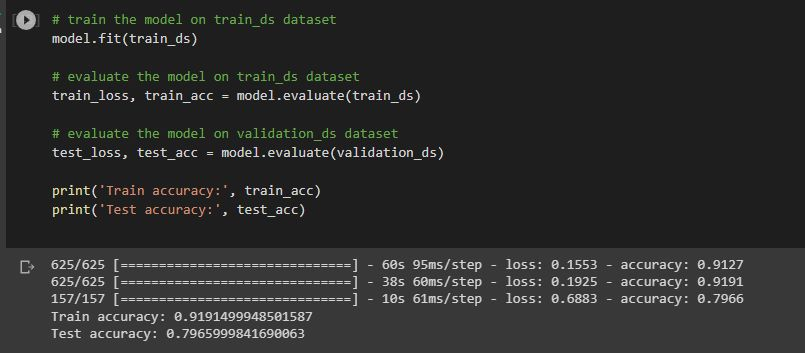 # train the model on train_ds dataset
model.fit(train_ds)
# evaluate the model on train_ds dataset
train_loss, train_acc = model.evaluate(train_ds)
# evaluate the model on validation_ds dataset
test_loss, test_acc = model.evaluate(validation_ds)
print('Train accuracy:', train_acc)
print('Test accuracy:', test_acc)
625/625 [==============================] - 60s 95ms/step - loss: 0.1553 - accuracy: 0.9127
625/625 [==============================] - 38s 60ms/step - loss: 0.1925 - accuracy: 0.9191
157/157 [==============================] - 10s 61ms/step - loss: 0.6883 - accuracy: 0.7966
Train accuracy: 0.9191499948501587
Test accuracy: 0.7965999841690063